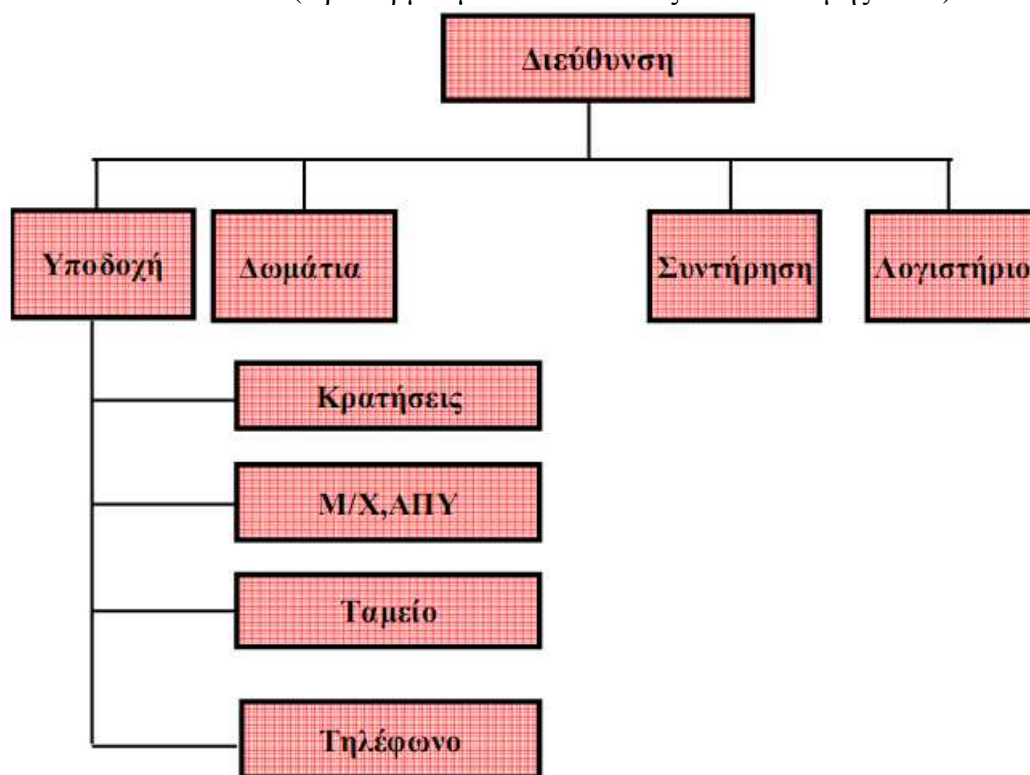 Διεύθυνση
Υποδοχή
Δωμάτια
Συντήρηση
Λογιστήριο
Κρατήσεις
Μ/Χ,ΑΠΥ
Ταμείο
Τηλέφωνο